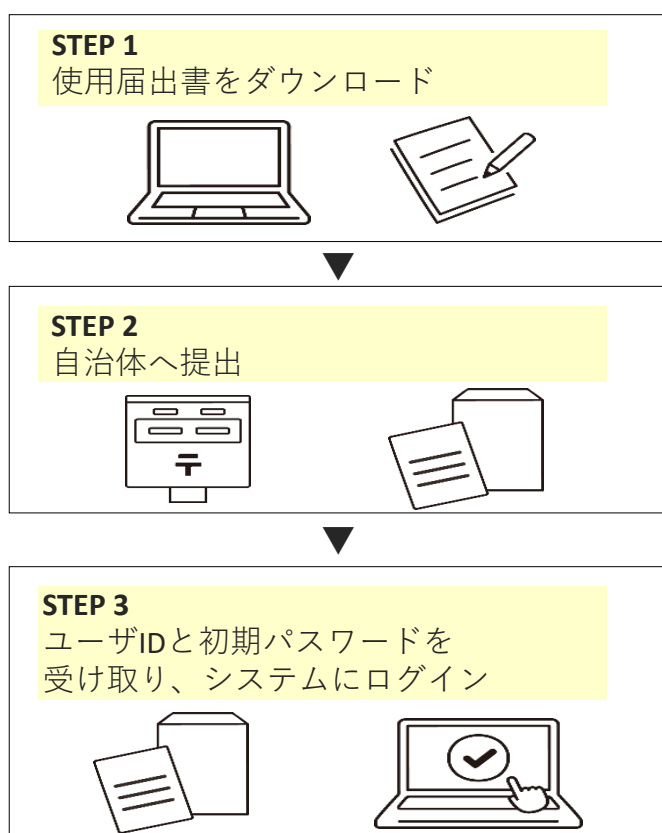 STEP 1
使用届出書をダウンロード
STEP 2
自治体へ提出
〒
STEP 3
ユーザIDと初期パスワードを
受け取り、システムにログイン